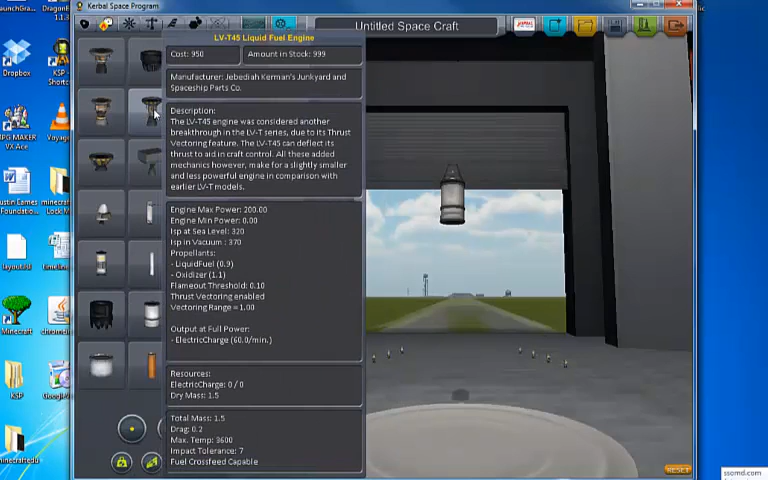 Kerbal Space Program
Untitled Space Craft
LV-T45 Liquid Fuel Engine
Cost: 950
Amount in Stock: 999
Manufacturer: Jebediah Kerman's Junkyard and
Spaceship Parts Co.
Description:
The LV-T45 engine was considered another
breakthrough in the LV-T series, due to its Thrust
Vectoring feature. The LV-T45 can deflect its
thrust to aid in craft control. All these added
mechanics however, make for a slightly smaller
and less powerful engine in comparison with
earlier LV-T models.
Engine Max Power: 200.00
Engine Min Power: 0.00
Isp at Sea Level: 320
Isp in Vacuum : 370
Propellants:
- LiquidFuel (0.9)
- Oxidizer (1.1)
Flameout Threshold: 0.10
Thrust Vectoring enabled
Vectoring Range = 1.00
Output at Full Power:
- ElectricCharge (60.0/min.)
Resources:
ElectricCharge: 0 / 0
Dry Mass: 1.5
Total Mass: 1.5
Drag: 0.2
Max. Temp: 3600
Impact Tolerance: 7
Fuel Crossfeed Capable
RESET
Dropbox
KSP -
Minecraft
KSP
ssomd.com